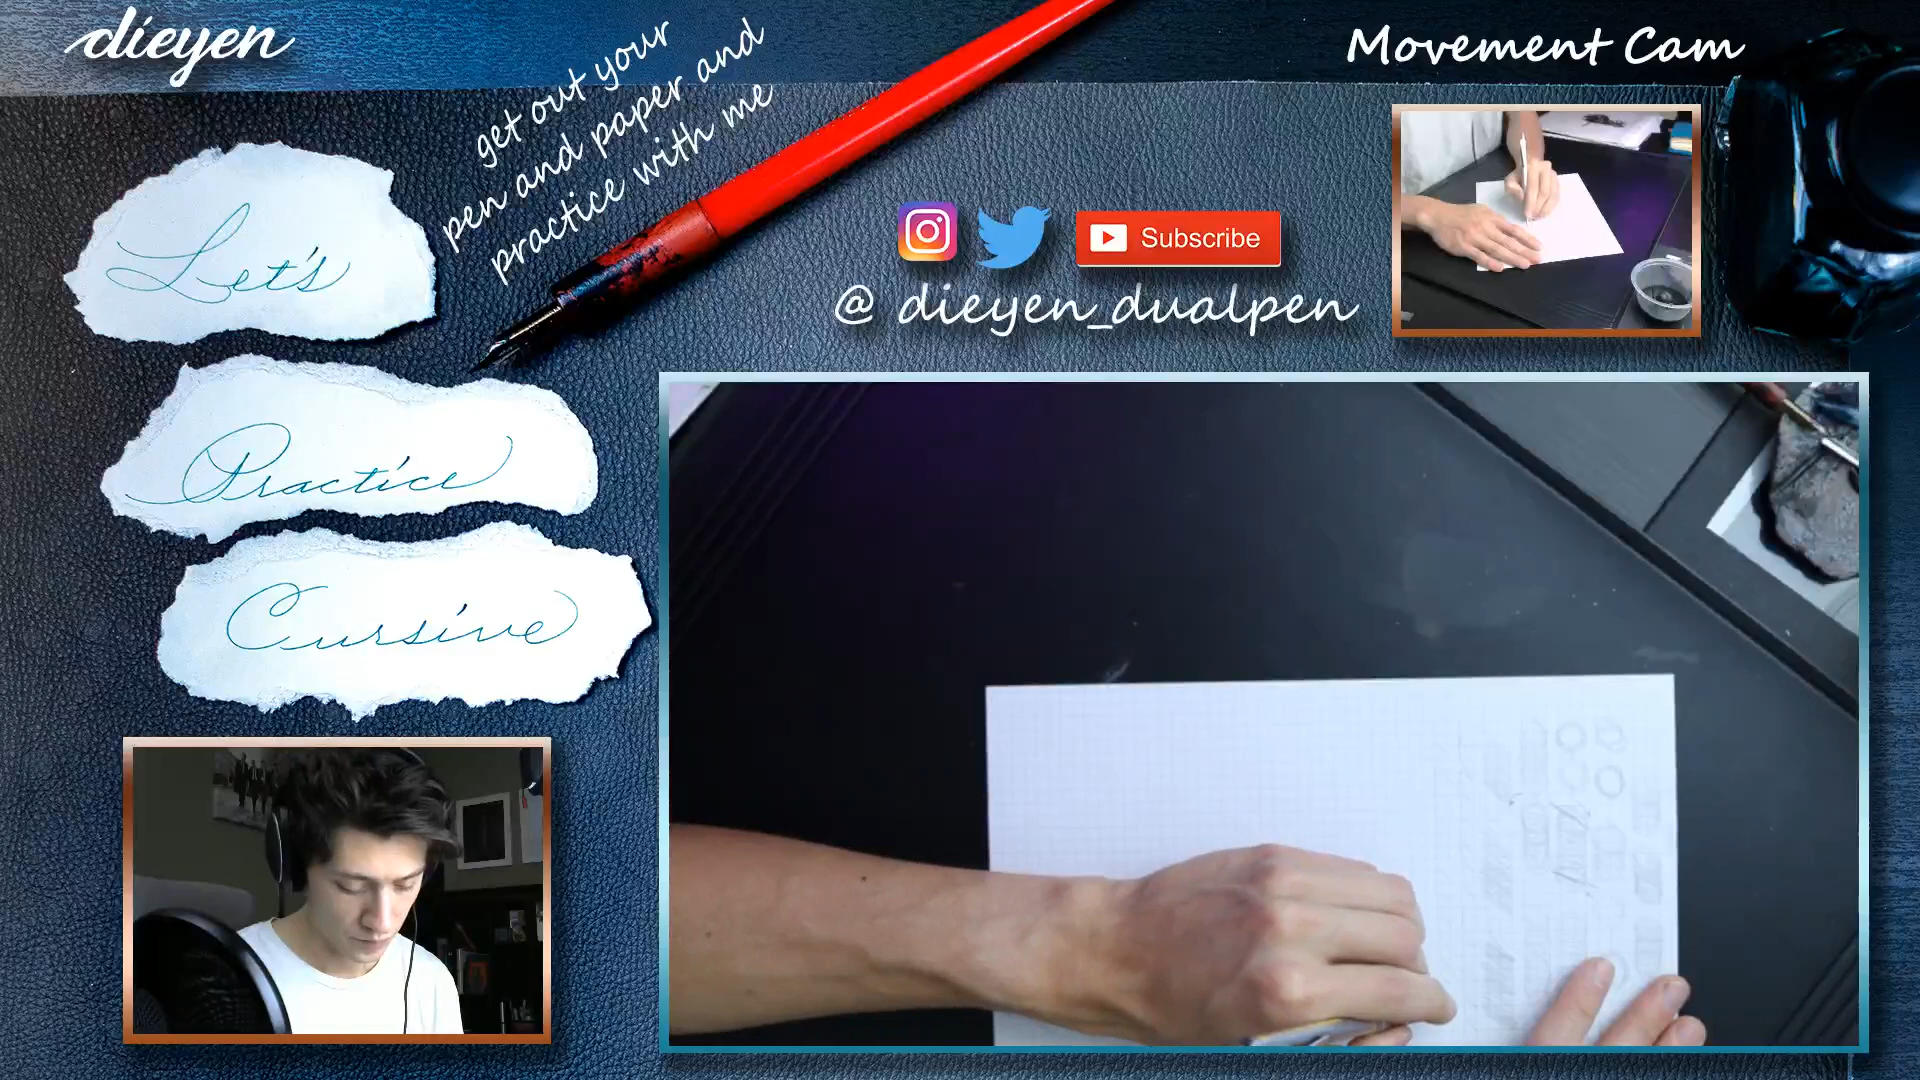 dieyen
get out your
pen and paper and
practice with me
Movement Cam
Let's
Practice
Cursive
Subscribe
@ dieyen_dualpen